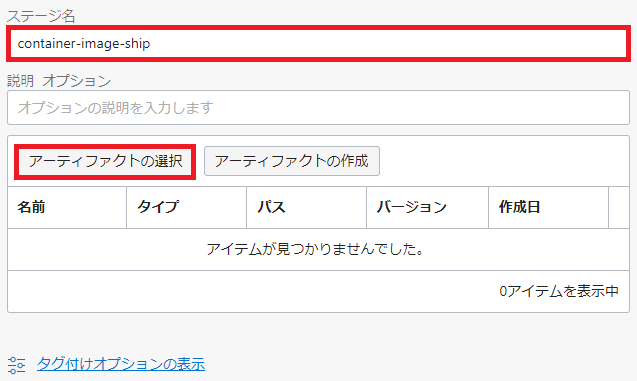 ステージ名
container-image-ship
説明 オプション
オプションの説明を入力します
アーティファクトの選択 アーティファクトの作成
名前 タイプ パス バージョン 作成日
アイテムが見つかりませんでした。
0アイテムを表示中
タグ付けオプションの表示